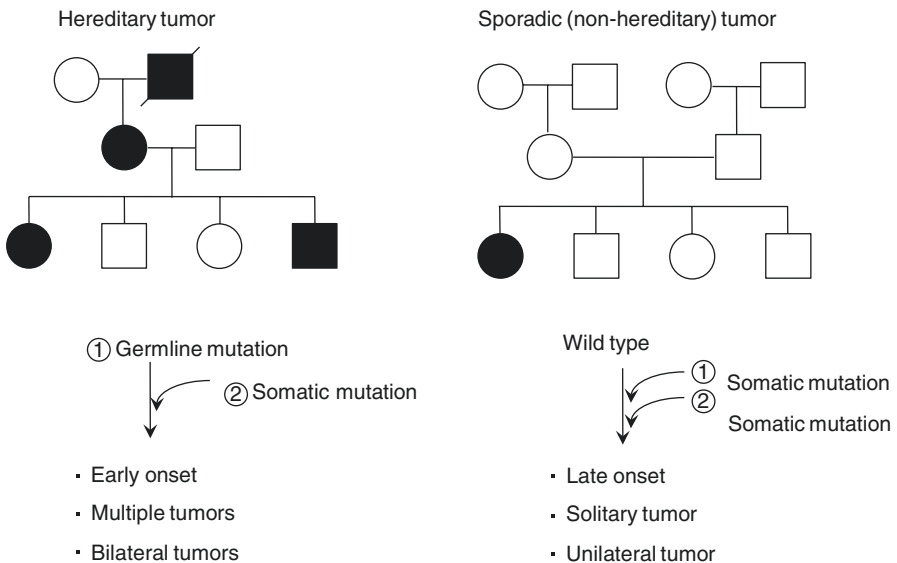 Hereditary tumor
① Germline mutation
② Somatic mutation
· Early onset
· Multiple tumors
· Bilateral tumors
Sporadic (non-hereditary) tumor
Wild type
① Somatic mutation
② Somatic mutation
· Late onset
· Solitary tumor
· Unilateral tumor